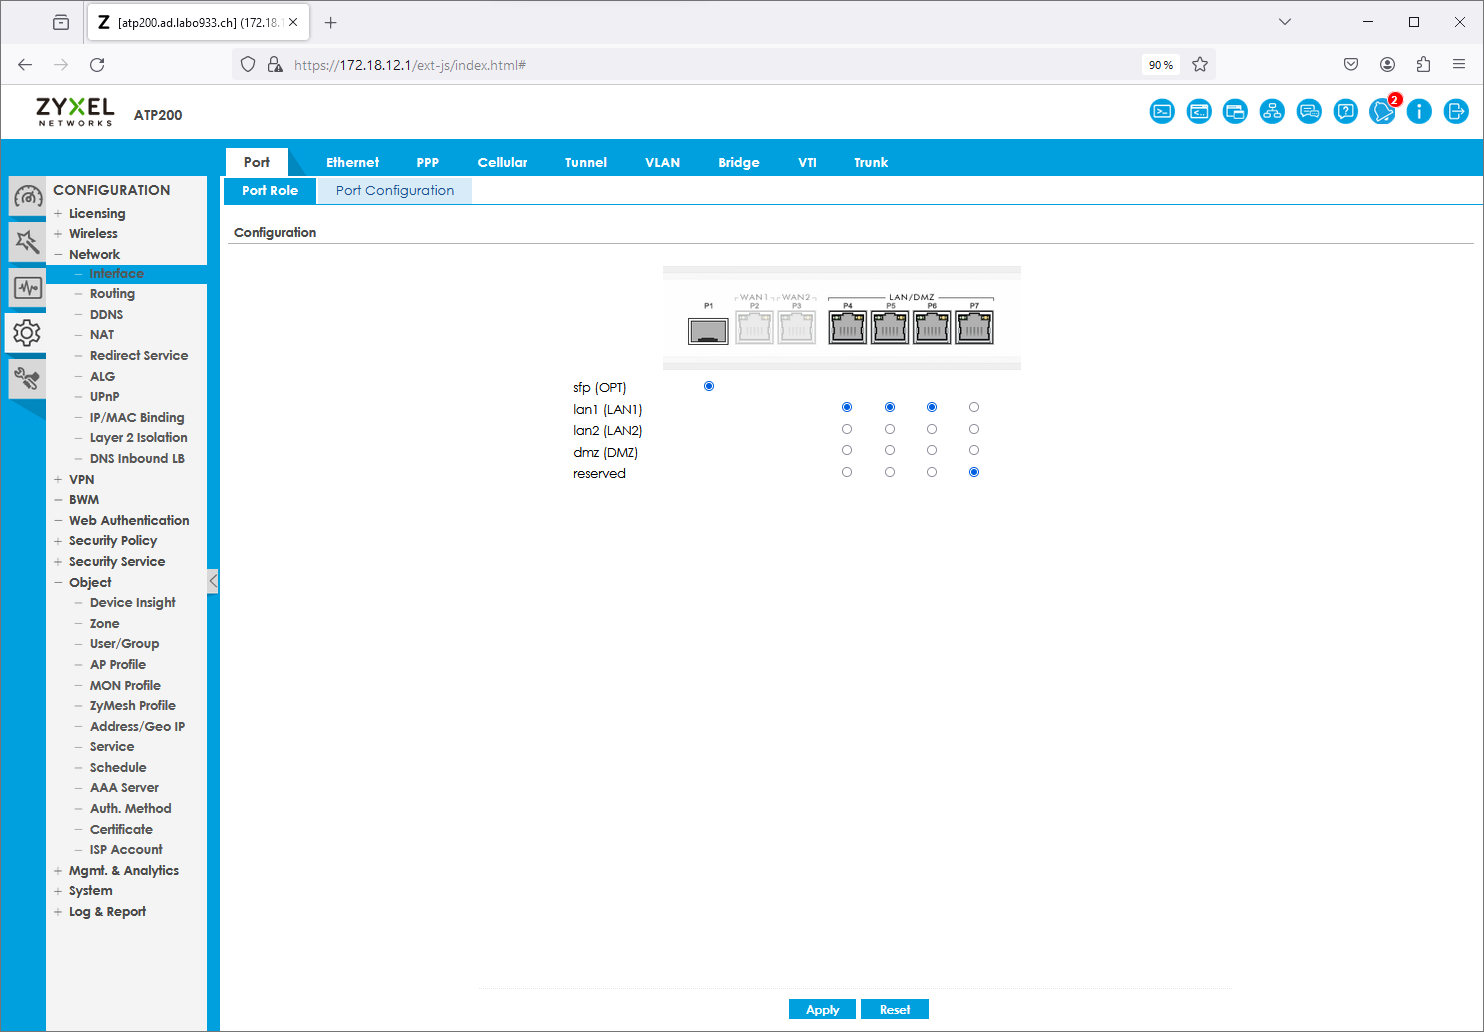 [atp200.ad.labo933.ch] (172.18.1
https://172.18.12.1/ext-js/index.html#
90 %
ZYXEL
NETWORKS
ATP200
2
Port
Ethernet
PPP
Cellular
Tunnel
VLAN
Bridge
VTI
Trunk
Port Role
Port Configuration
CONFIGURATION
Licensing
Wireless
Network
Interface
Routing
DDNS
NAT
Redirect Service
ALG
UPnP
IP/MAC Binding
Layer 2 Isolation
DNS Inbound LB
VPN
BWM
Web Authentication
Security Policy
Security Service
Object
Device Insight
Zone
User/Group
AP Profile
MON Profile
ZyMesh Profile
Address/Geo IP
Service
Schedule
AAA Server
Auth. Method
Certificate
ISP Account
Mgmt. & Analytics
System
Log & Report
Configuration
WAN1 WAN2 LAN/DMZ
P1 P2 P3 P4 P5 P6 P7
sfp (OPT)
lan1 (LAN1)
lan2 (LAN2)
dmz (DMZ)
reserved
Apply
Reset